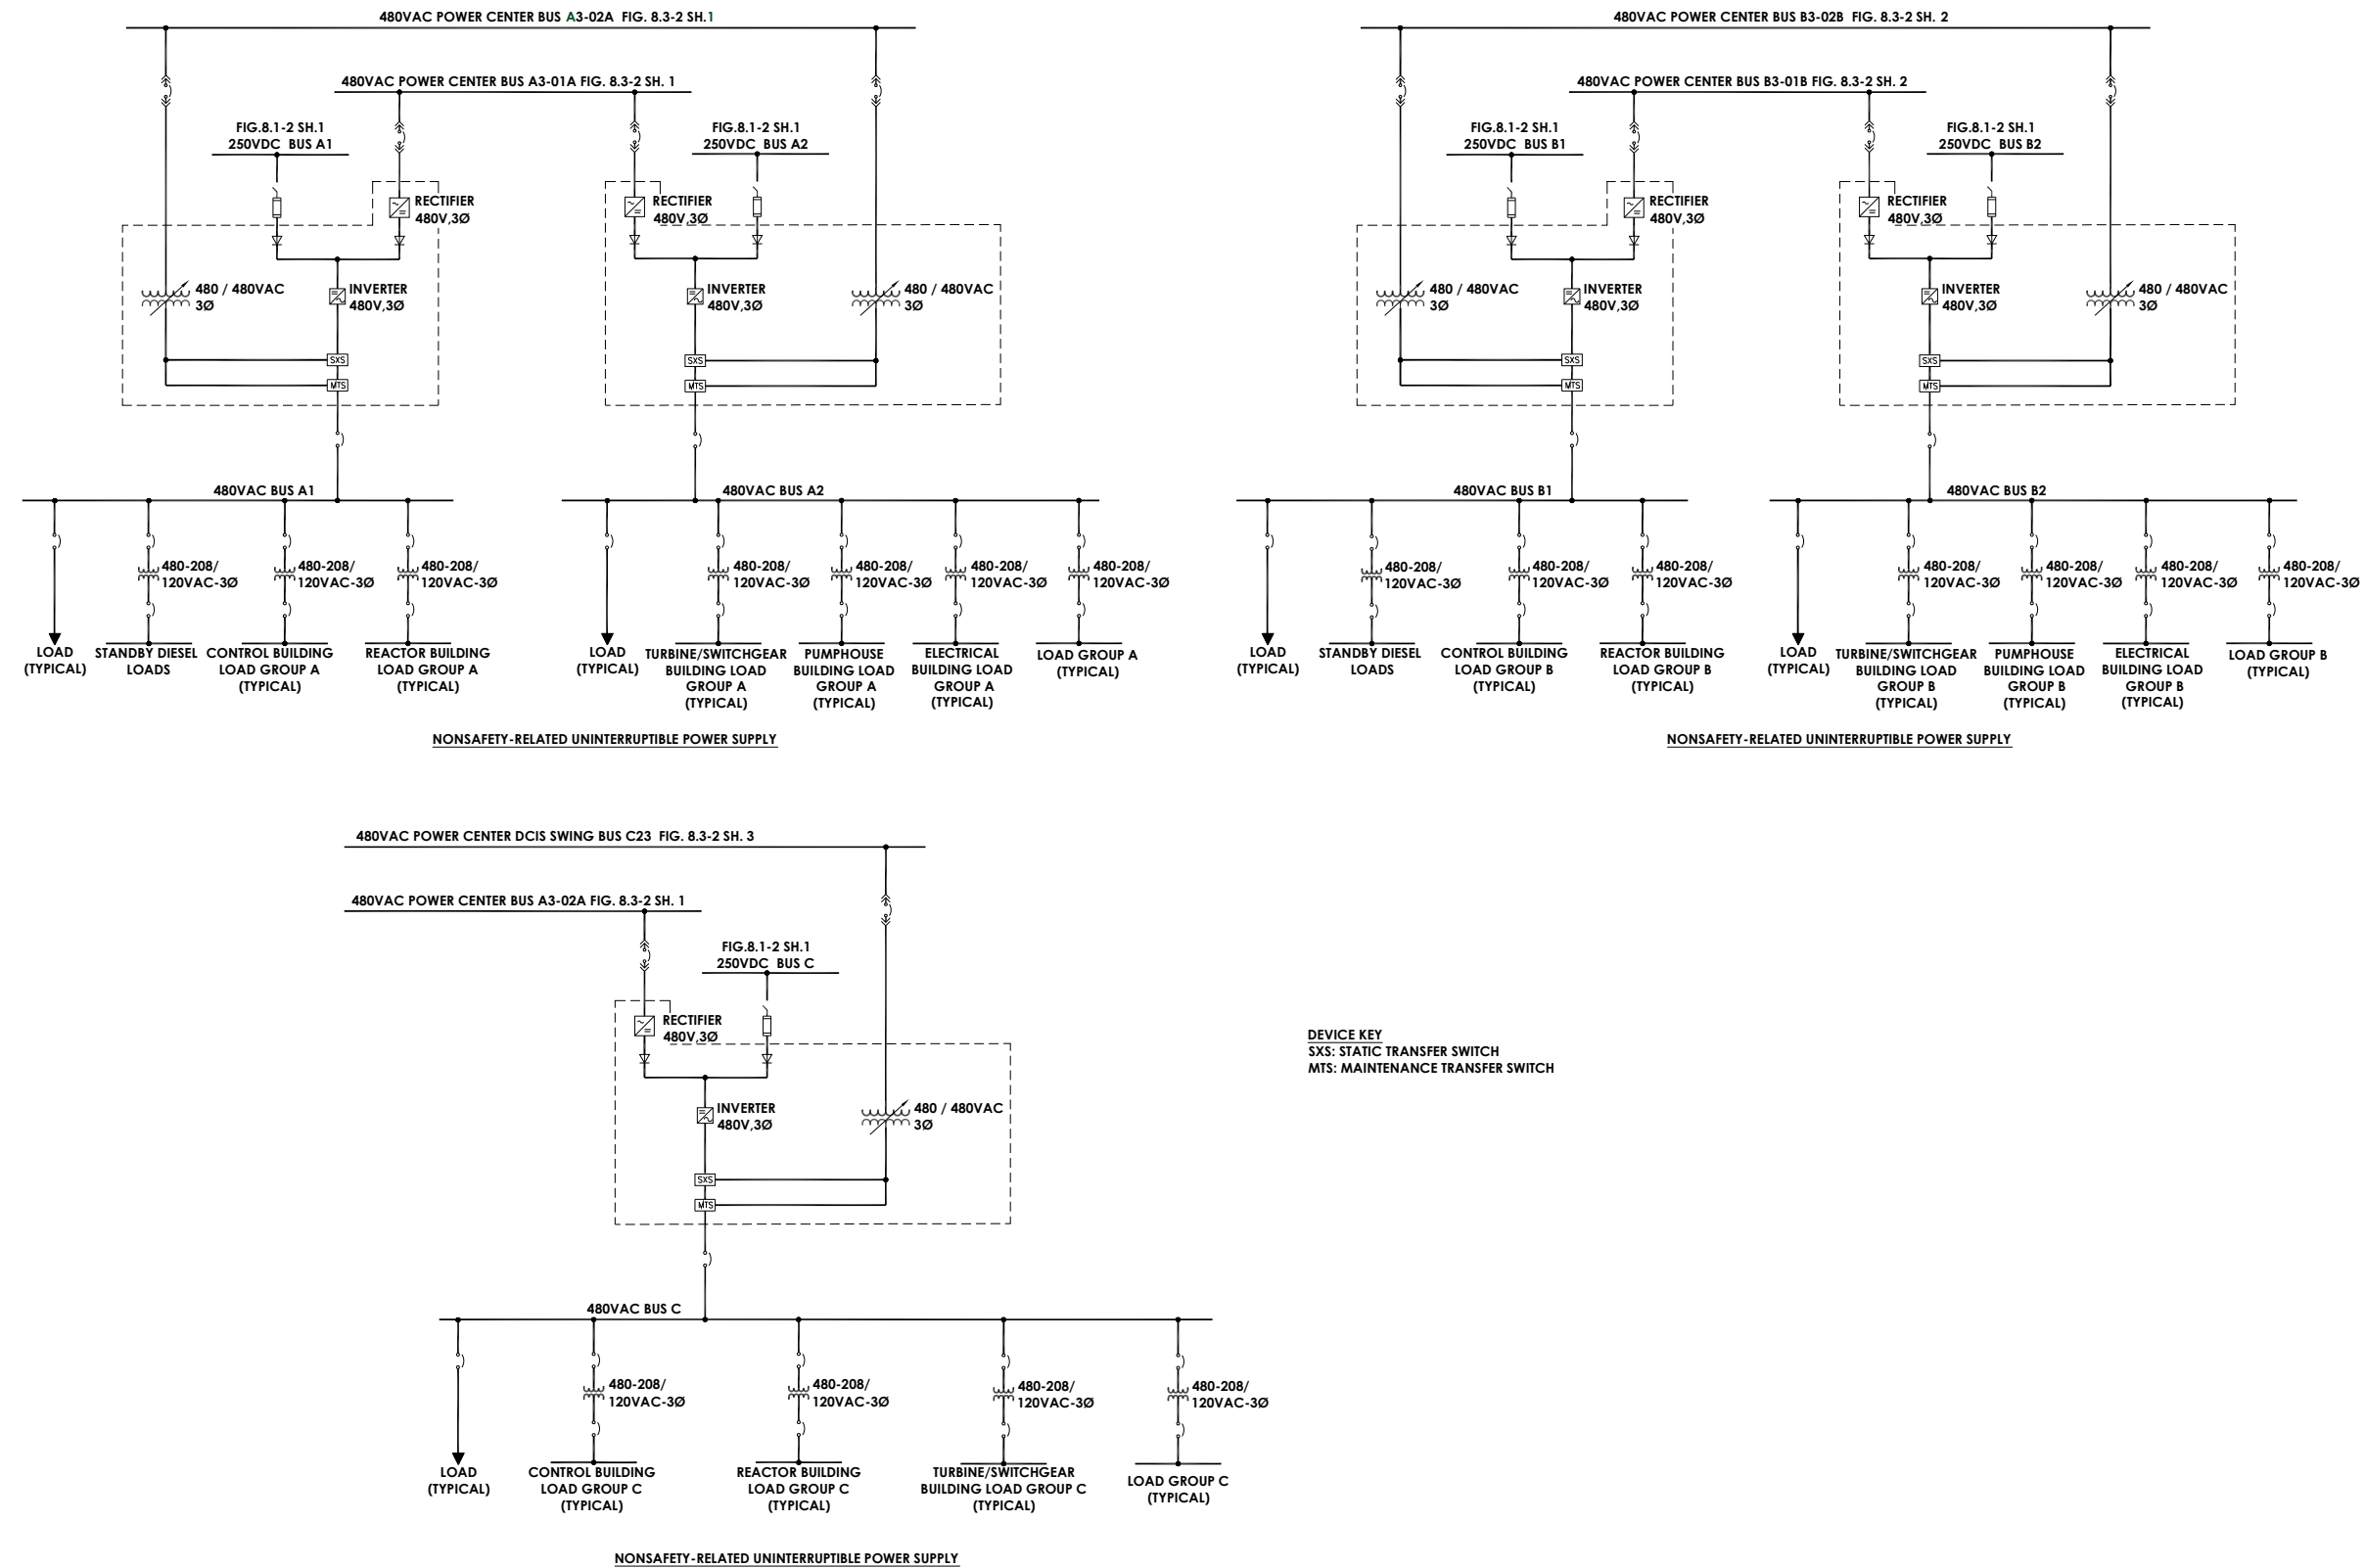 480VAC POWER CENTER BUS A3-02A FIG. 8.3-2 SH.1
480VAC POWER CENTER BUS A3-01A FIG. 8.3-2 SH. 1
FIG.8.1-2 SH.1
250VDC BUS A1
FIG.8.1-2 SH.1
250VDC BUS A2
RECTIFIER
480V,3Ø
RECTIFIER
480V,3Ø
480 / 480VAC
3Ø
INVERTER
480V,3Ø
INVERTER
480V,3Ø
480 / 480VAC
3Ø
SXS
MTS
SXS
MTS
480VAC BUS A1
480VAC BUS A2
480-208/
120VAC-3Ø
480-208/
120VAC-3Ø
480-208/
120VAC-3Ø
480-208/
120VAC-3Ø
480-208/
120VAC-3Ø
480-208/
120VAC-3Ø
480-208/
120VAC-3Ø
LOAD
(TYPICAL)
STANDBY DIESEL
LOADS
CONTROL BUILDING
LOAD GROUP A
(TYPICAL)
REACTOR BUILDING
LOAD GROUP A
(TYPICAL)
LOAD
(TYPICAL)
TURBINE/SWITCHGEAR
BUILDING LOAD
GROUP A
(TYPICAL)
PUMPHOUSE
BUILDING LOAD
GROUP A
(TYPICAL)
ELECTRICAL
BUILDING LOAD
GROUP A
(TYPICAL)
LOAD GROUP A
(TYPICAL)
NONSAFETY-RELATED UNINTERRUPTIBLE POWER SUPPLY
480VAC POWER CENTER BUS B3-02B FIG. 8.3-2 SH. 2
480VAC POWER CENTER BUS B3-01B FIG. 8.3-2 SH. 2
FIG.8.1-2 SH.1
250VDC BUS B1
FIG.8.1-2 SH.1
250VDC BUS B2
RECTIFIER
480V,3Ø
RECTIFIER
480V,3Ø
480 / 480VAC
3Ø
INVERTER
480V,3Ø
INVERTER
480V,3Ø
480 / 480VAC
3Ø
SXS
MTS
SXS
MTS
480VAC BUS B1
480VAC BUS B2
480-208/
120VAC-3Ø
480-208/
120VAC-3Ø
480-208/
120VAC-3Ø
480-208/
120VAC-3Ø
480-208/
120VAC-3Ø
480-208/
120VAC-3Ø
480-208/
120VAC-3Ø
LOAD
(TYPICAL)
STANDBY DIESEL
LOADS
CONTROL BUILDING
LOAD GROUP B
(TYPICAL)
REACTOR BUILDING
LOAD GROUP B
(TYPICAL)
LOAD
(TYPICAL)
TURBINE/SWITCHGEAR
BUILDING LOAD
GROUP B
(TYPICAL)
PUMPHOUSE
BUILDING LOAD
GROUP B
(TYPICAL)
ELECTRICAL
BUILDING LOAD
GROUP B
(TYPICAL)
LOAD GROUP B
(TYPICAL)
NONSAFETY-RELATED UNINTERRUPTIBLE POWER SUPPLY
480VAC POWER CENTER DCIS SWING BUS C23 FIG. 8.3-2 SH. 3
480VAC POWER CENTER BUS A3-02A FIG. 8.3-2 SH. 1
FIG.8.1-2 SH.1
250VDC BUS C
RECTIFIER
480V,3Ø
INVERTER
480V,3Ø
480 / 480VAC
3Ø
SXS
MTS
480VAC BUS C
480-208/
120VAC-3Ø
480-208/
120VAC-3Ø
480-208/
120VAC-3Ø
480-208/
120VAC-3Ø
LOAD
(TYPICAL)
CONTROL BUILDING
LOAD GROUP C
(TYPICAL)
REACTOR BUILDING
LOAD GROUP C
(TYPICAL)
TURBINE/SWITCHGEAR
BUILDING LOAD GROUP C
(TYPICAL)
LOAD GROUP C
(TYPICAL)
NONSAFETY-RELATED UNINTERRUPTIBLE POWER SUPPLY
DEVICE KEY
SXS: STATIC TRANSFER SWITCH
MTS: MAINTENANCE TRANSFER SWITCH